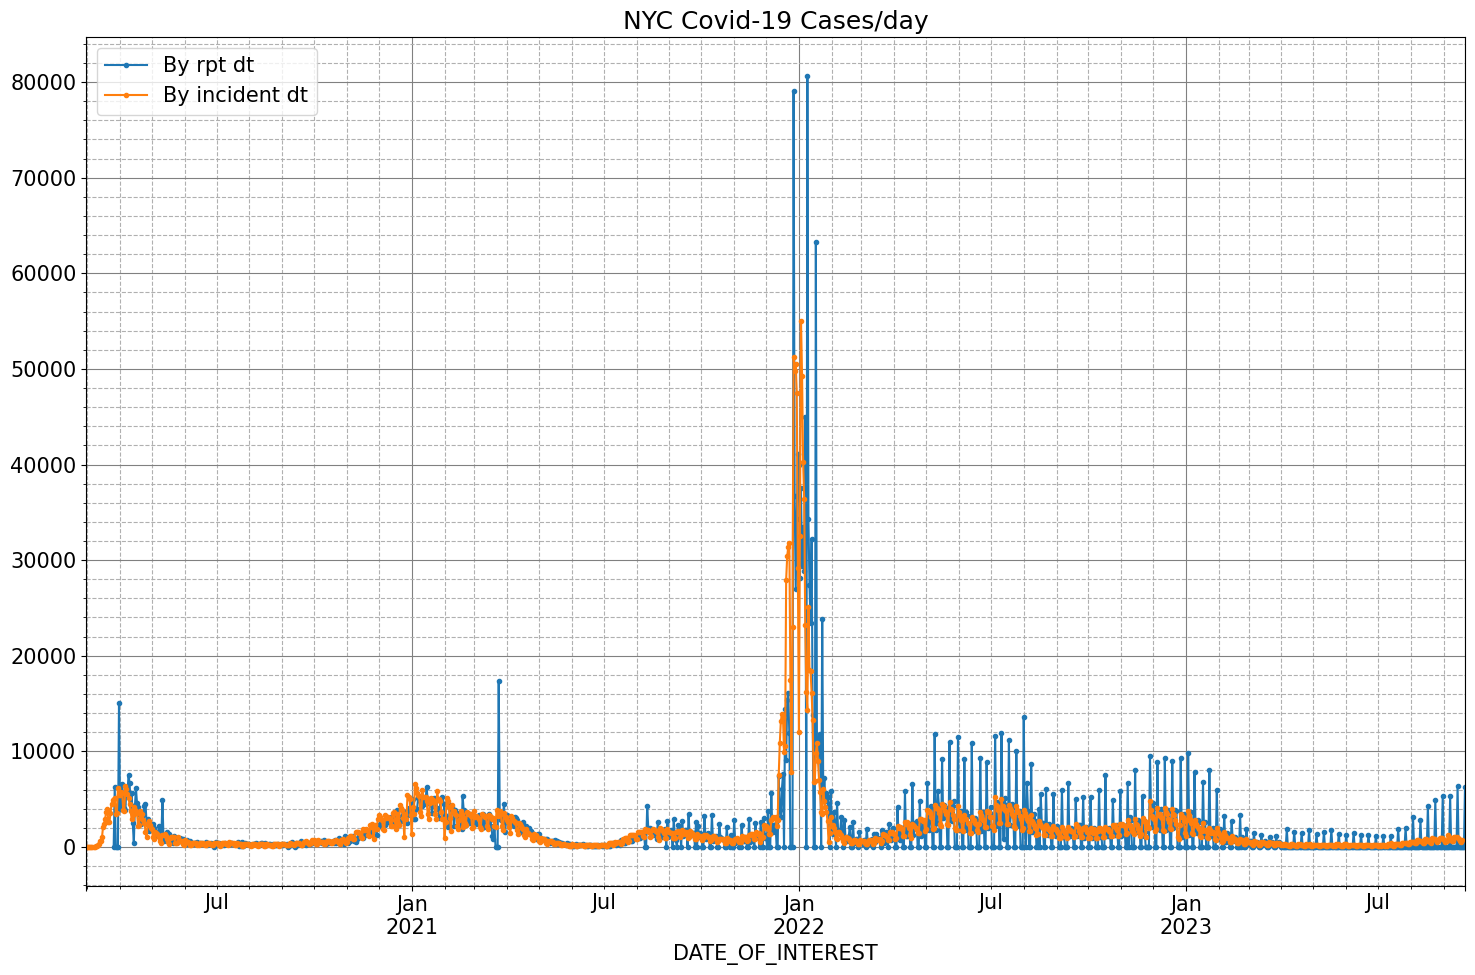 NYC Covid-19 Cases/day
By rpt dt
By incident dt
80000
70000
60000
50000
40000
30000
20000
10000
0
Jul Jan Jul Jan Jul Jan Jul
2021 2022 2023
DATE_OF_INTEREST